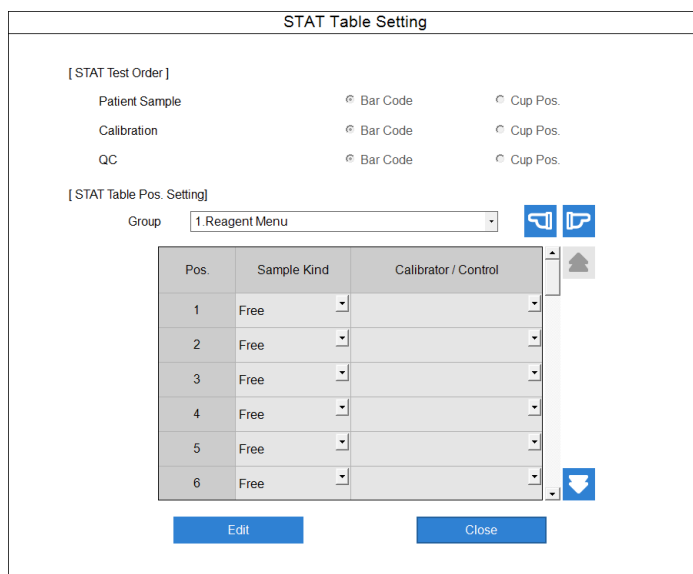 STAT Table Setting
[ STAT Test Order ]
Patient Sample Bar Code Cup Pos.
Calibration Bar Code Cup Pos.
QC Bar Code Cup Pos.
[ STAT Table Pos. Setting]
Group 1.Reagent Menu
Pos. Sample Kind Calibrator / Control
1 Free
2 Free
3 Free
4 Free
5 Free
6 Free
Edit Close